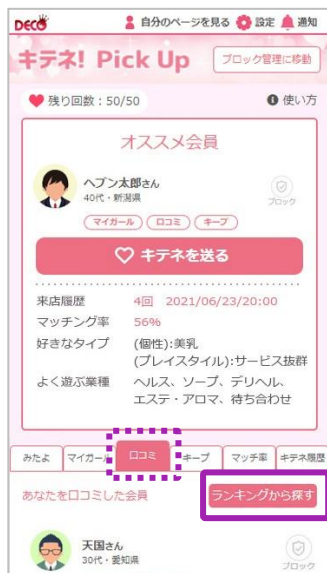 DECO 自分のページを見る 設定 通知
キテネ! Pick Up ブロック管理に移動
残り回数:50/50 使い方
オススメ会員
ヘブン太郎さん
40代・新潟県
ブロック
マイガール 口コミ キープ
キテネを送る
来店履歴 4回 2021/06/23/20:00
マッチング率 56%
好きなタイプ (個性):美乳
(プレイスタイル):サービス抜群
よく遊ぶ業種 ヘルス、ソープ、デリヘル、
エステ・アロマ、待ち合わせ
みたよ マイガール 口コミ キープ マッチ率 キテネ履歴
あなたを口コミした会員 ランキングから探す
天国さん
30代・愛知県
ブロック